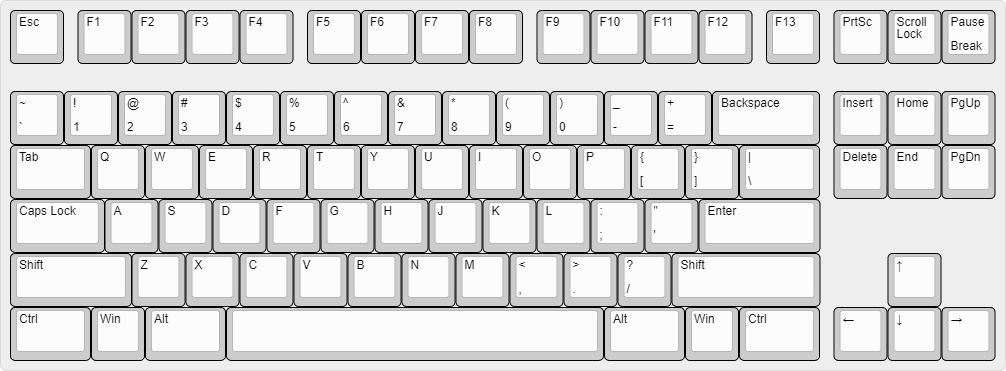 Esc F1 F2 F3 F4 F5 F6 F7 F8 F9 F10 F11 F12 F13 PrtSc Scroll Pause
Lock
Break
~ ! @ # $ % ^ & * ( ) _ + Backspace Insert Home PgUp
` 1 2 3 4 5 6 7 8 9 0 - =
Tab Q W E R T Y U I O P { } | Delete End PgDn
[ ] \
Caps Lock A S D F G H J K L : " Enter
; '
Shift Z X C V B N M < > ? Shift ↑
, . /
Ctrl Win Alt Alt Win Ctrl ← ↓ →